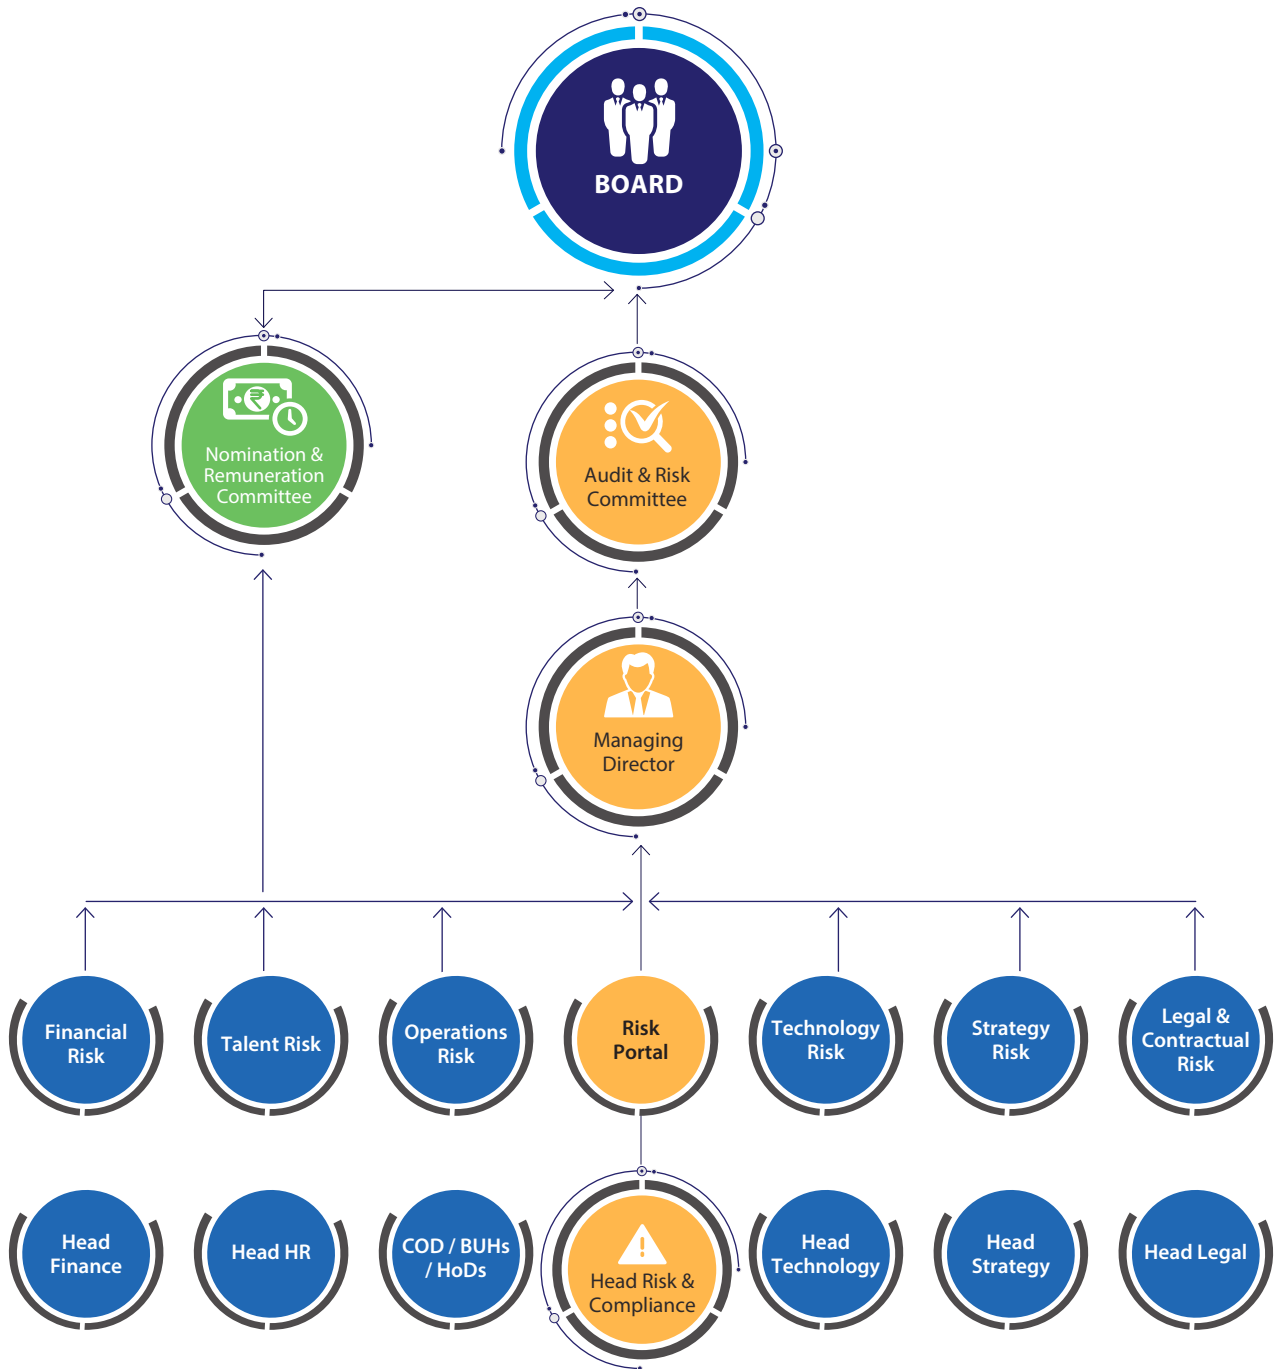 BOARD
Nomination &
Remuneration
Committee
Audit & Risk
Committee
Managing
Director
Financial
Risk
Talent Risk
Operations
Risk
Risk
Portal
Technology
Risk
Strategy
Risk
Legal &
Contractual
Risk
Head
Finance
Head HR
COD / BUHs
/ HoDs
Head Risk &
Compliance
Head
Technology
Head
Strategy
Head Legal